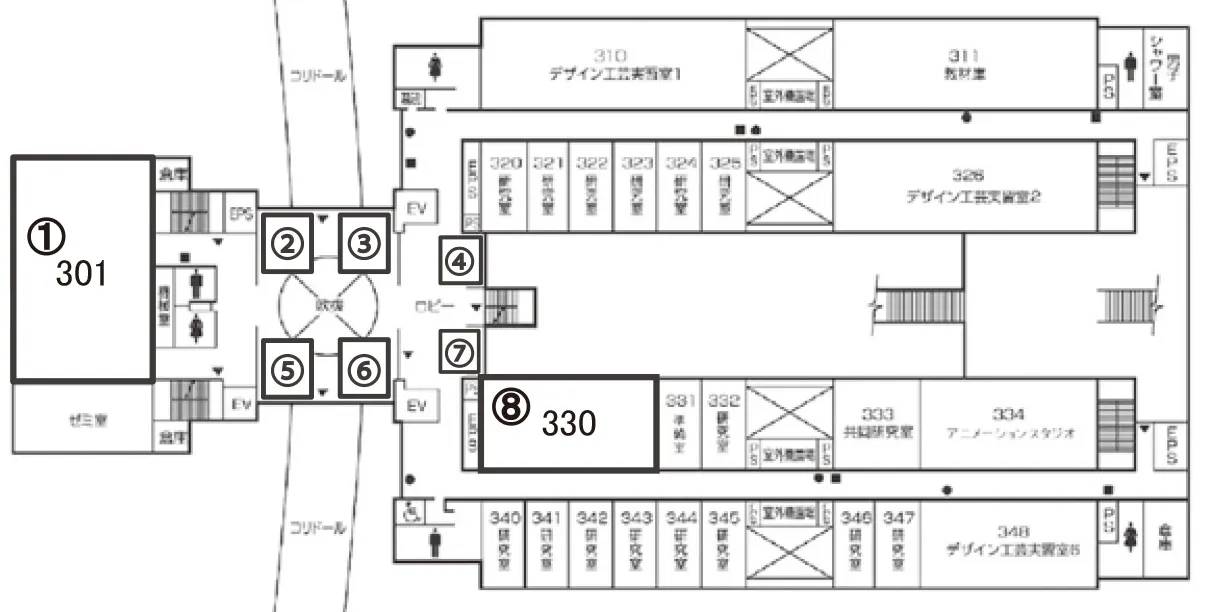 310
デザイン工芸実習室1
311
教材庫
PS
男子
シャワー室
コリドール
室外機置場
320
研究室
321
研究室
322
研究室
323
研究室
324
研究室
325
研究室
PS
室外機置場
PS
326
デザイン工芸実習室2
EPS
倉庫
EPS
EV
①
301
②
③
④
機械室
吹抜
ロビー
⑤
⑥
⑦
ゼミ室
倉庫
EV
EV
⑧
330
331
準備室
332
研究室
PS
室外機置場
PS
333
共同研究室
334
アニメーションスタジオ
EPS
コリドール
340
研究室
341
研究室
342
研究室
343
研究室
344
研究室
345
研究室
室外機置場
346
研究室
347
研究室
348
デザイン工芸実習室6
PS
倉庫